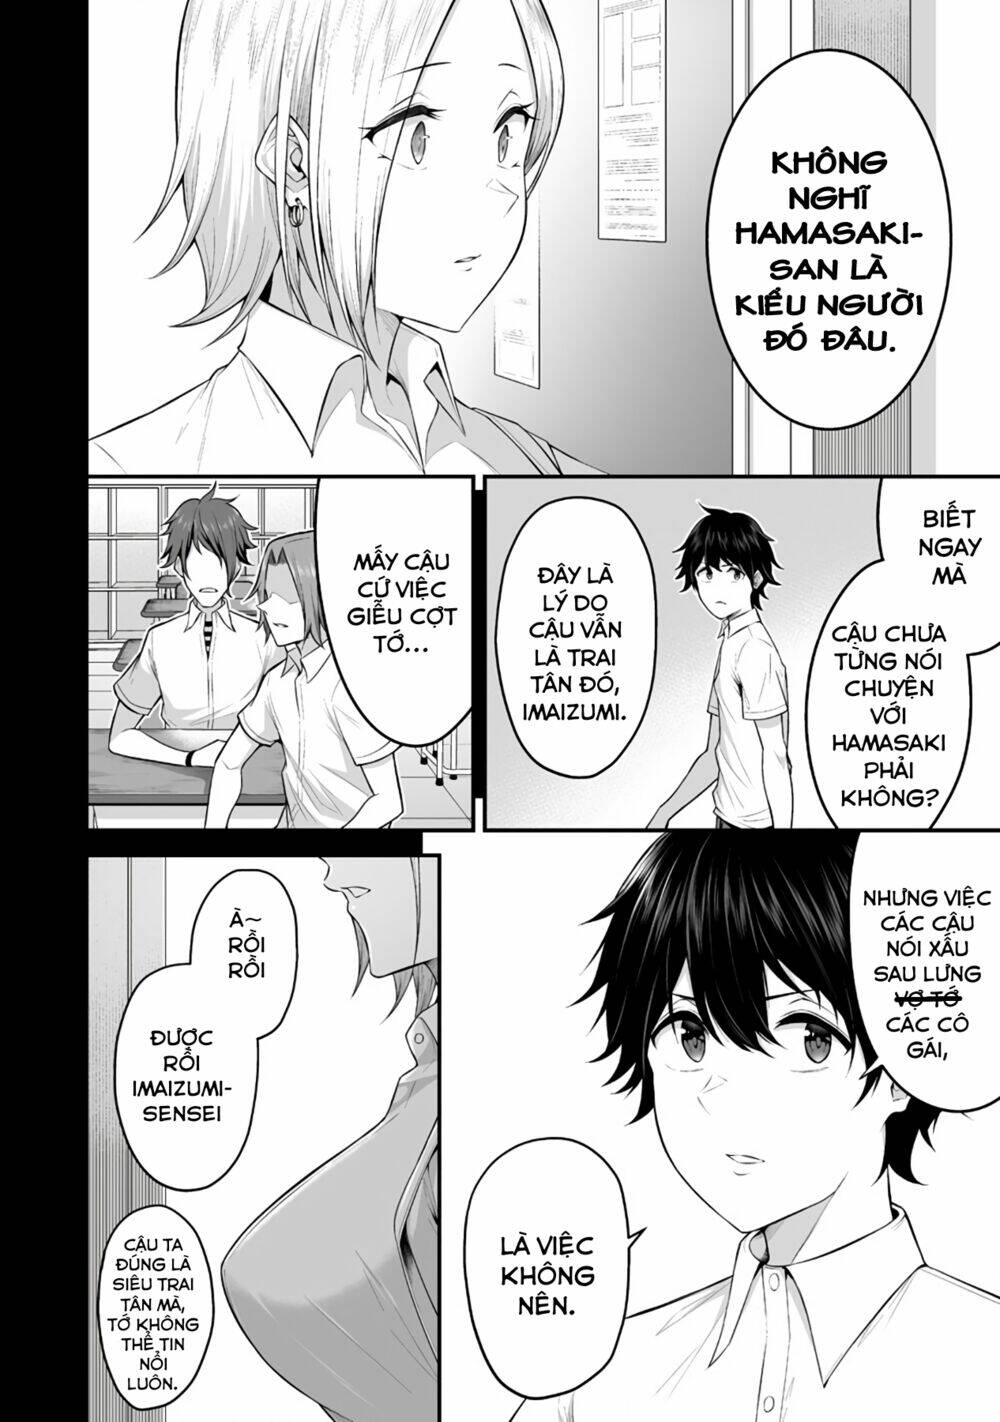 KHÔNG
NGHĨ
HAMASAKI-
SAN LÀ
KIỂU NGƯỜI
ĐÓ ĐÂU.
BIẾT
NGAY
MÀ
CẬU CHƯA
TỪNG NÓI
CHUYỆN
VỚI
HAMASAKI
PHẢI
KHÔNG?
ĐÂY LÀ
LÝ DO
CẬU VẪN
LÀ TRAI
TÂN ĐÓ,
IMAIZUMI.
MẤY CẬU
CỨ VIỆC
GIỄU CỢT
TỚ...
NHƯNG VIỆC
CÁC CẬU
NÓI XẤU
SAU LƯNG
VỢ TỚ
CÁC CÔ
GÁI,
LÀ VIỆC
KHÔNG
NÊN.
À~
RỒI
RỒI
ĐƯỢC
RỒI
IMAIZUMI-
SENSEI
CẬU TA
ĐÚNG LÀ
SIÊU TRAI
TÂN MÀ,
TỚ KHÔNG
THỂ TIN
NỔI
LUÔN.